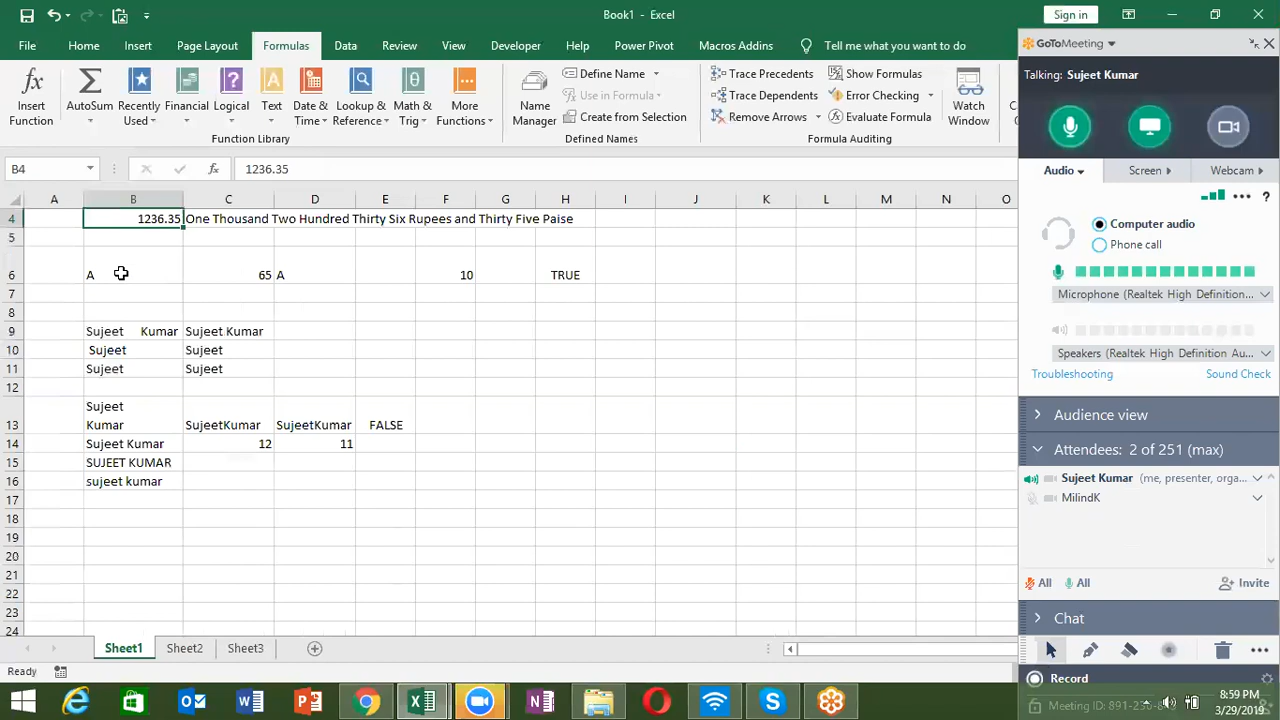 Book1 - Excel
Sign in
File Home Insert Page Layout Formulas Data Review View Developer Help Power Pivot Macros Addins Tell me what you want to do
Insert Function
AutoSum
Recently Used
Financial
Logical
Text
Date & Time
Lookup & Reference
Math & Trig
More Functions
Function Library
Name Manager
Define Name
Use in Formula
Create from Selection
Defined Names
Trace Precedents
Trace Dependents
Remove Arrows
Show Formulas
Error Checking
Evaluate Formula
Formula Auditing
Watch Window
B4 fx 1236.35
A B C D E F G H I J K L M N O
4 1236.35 One Thousand Two Hundred Thirty Six Rupees and Thirty Five Paise
5
6 A 65 A 10 TRUE
7
8
9 Sujeet Kumar Sujeet Kumar
10 Sujeet Sujeet
11 Sujeet Sujeet
12
Sujeet
13 Kumar SujeetKumar SujeetKumar FALSE
14 Sujeet Kumar 12 11
15 SUJEET KUMAR
16 sujeet kumar
17
18
19
20
21
22
23
24
Sheet1 Sheet2 Sheet3
Ready
GoToMeeting
Talking: Sujeet Kumar
Audio Screen Webcam
Computer audio
Phone call
Microphone (Realtek High Definition...
Speakers (Realtek High Definition Au...
Troubleshooting Sound Check
Audience view
Attendees: 2 of 251 (max)
Sujeet Kumar (me, presenter, orga...
MilindK
All All Invite
Chat
Record
Meeting ID: 891-230-8
8:59 PM
3/29/2019